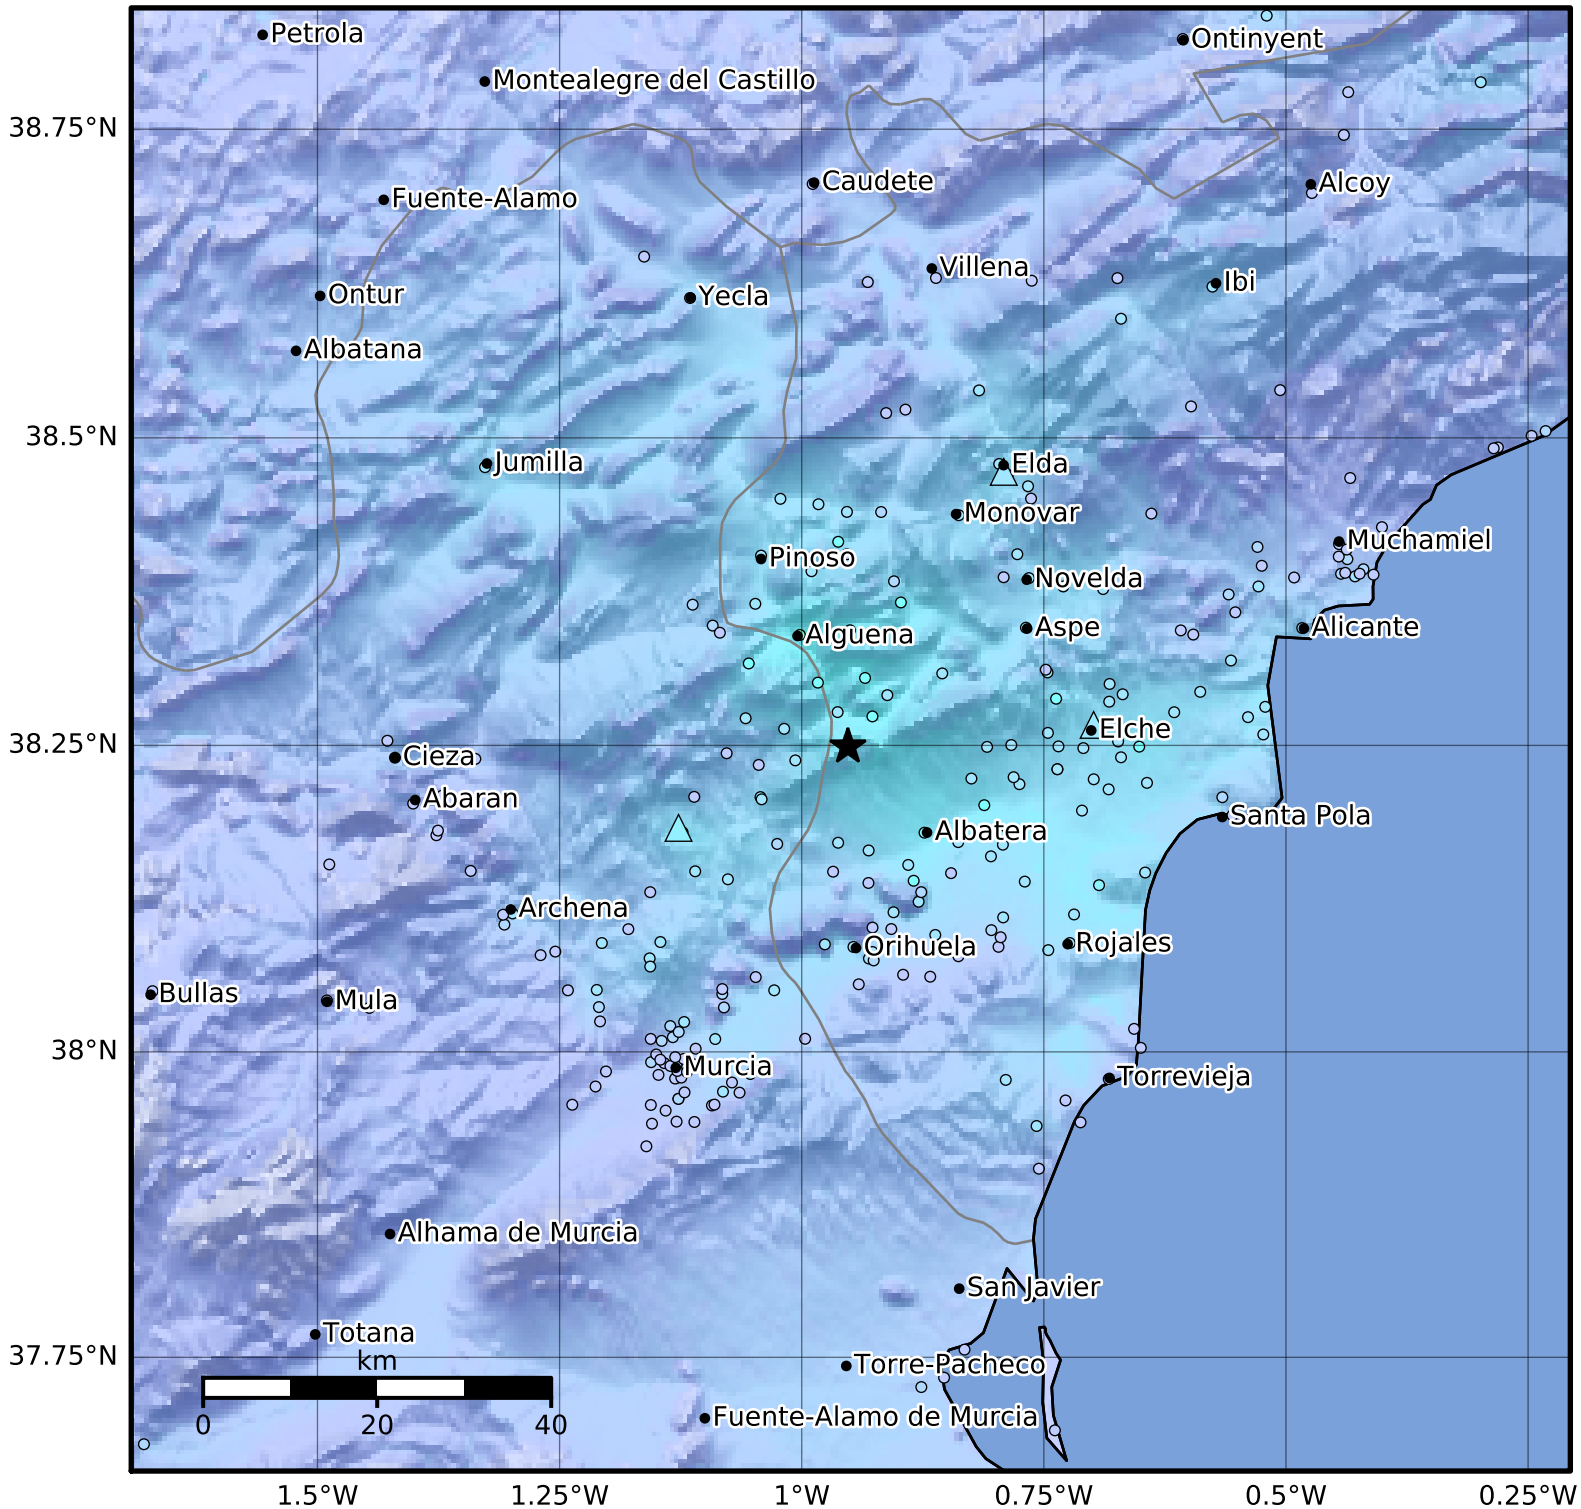 Petrola
Ontinyent
Montealegre del Castillo
38.75°N
Caudete
Alcoy
Fuente-Alamo
Villena
Ibi
Ontur
Yecla
Albatana
38.5°N
Jumilla
Elda
Monovar
Muchamiel
Pinoso
Novelda
Alguena
Aspe
Alicante
38.25°N
Elche
Cieza
Abaran
Santa Pola
Albatera
Archena
Orihuela
Rojales
Bullas
Mula
38°N
Murcia
Torrevieja
Alhama de Murcia
San Javier
Totana
37.75°N
km
Torre-Pacheco
0 20 40
Fuente-Alamo de Murcia
1.5°W 1.25°W 1°W 0.75°W 0.5°W 0.25°W